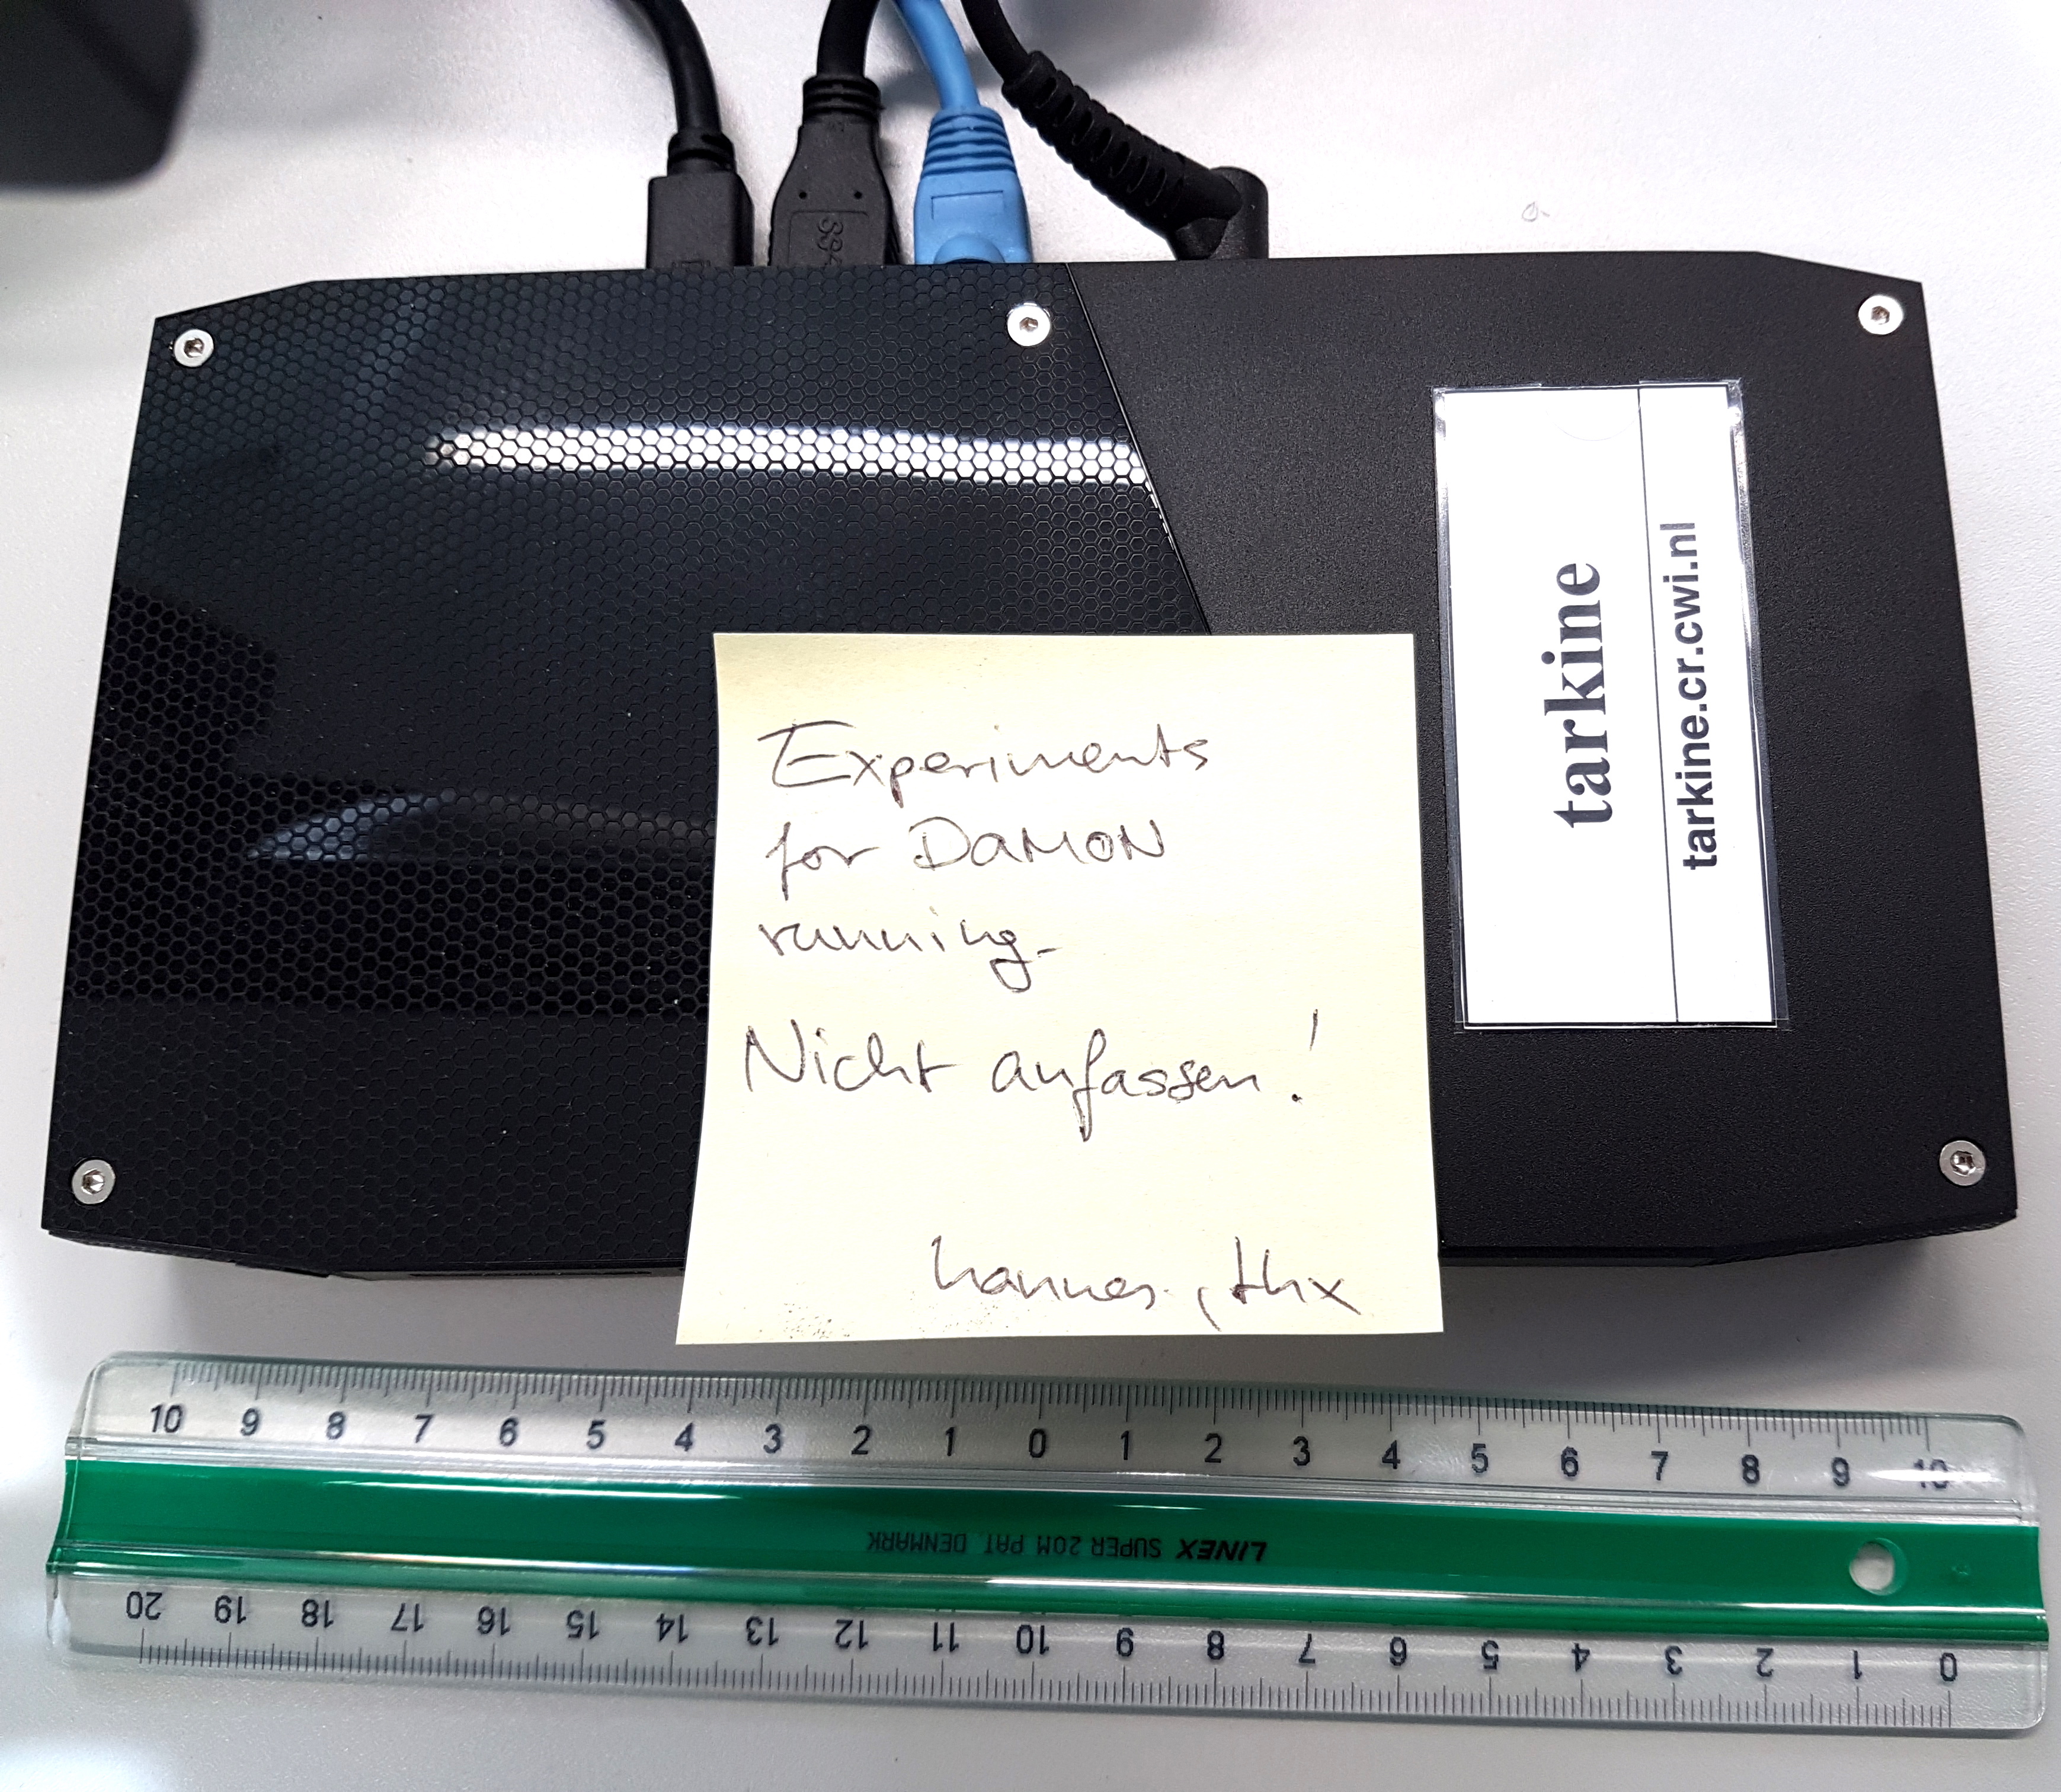 tarkine
tarkine.cr.cwi.nl
Experiments
for DaMoN
running.
Nicht anfassen!
hannes, thx
10 9 8 7 6 5 4 3 2 1 0 1 2 3 4 5 6 7 8 9 10
LINEX SUPER 20M PAT DENMARK
20 19 18 17 16 15 14 13 12 11 10 9 8 7 6 5 4 3 2 1 0